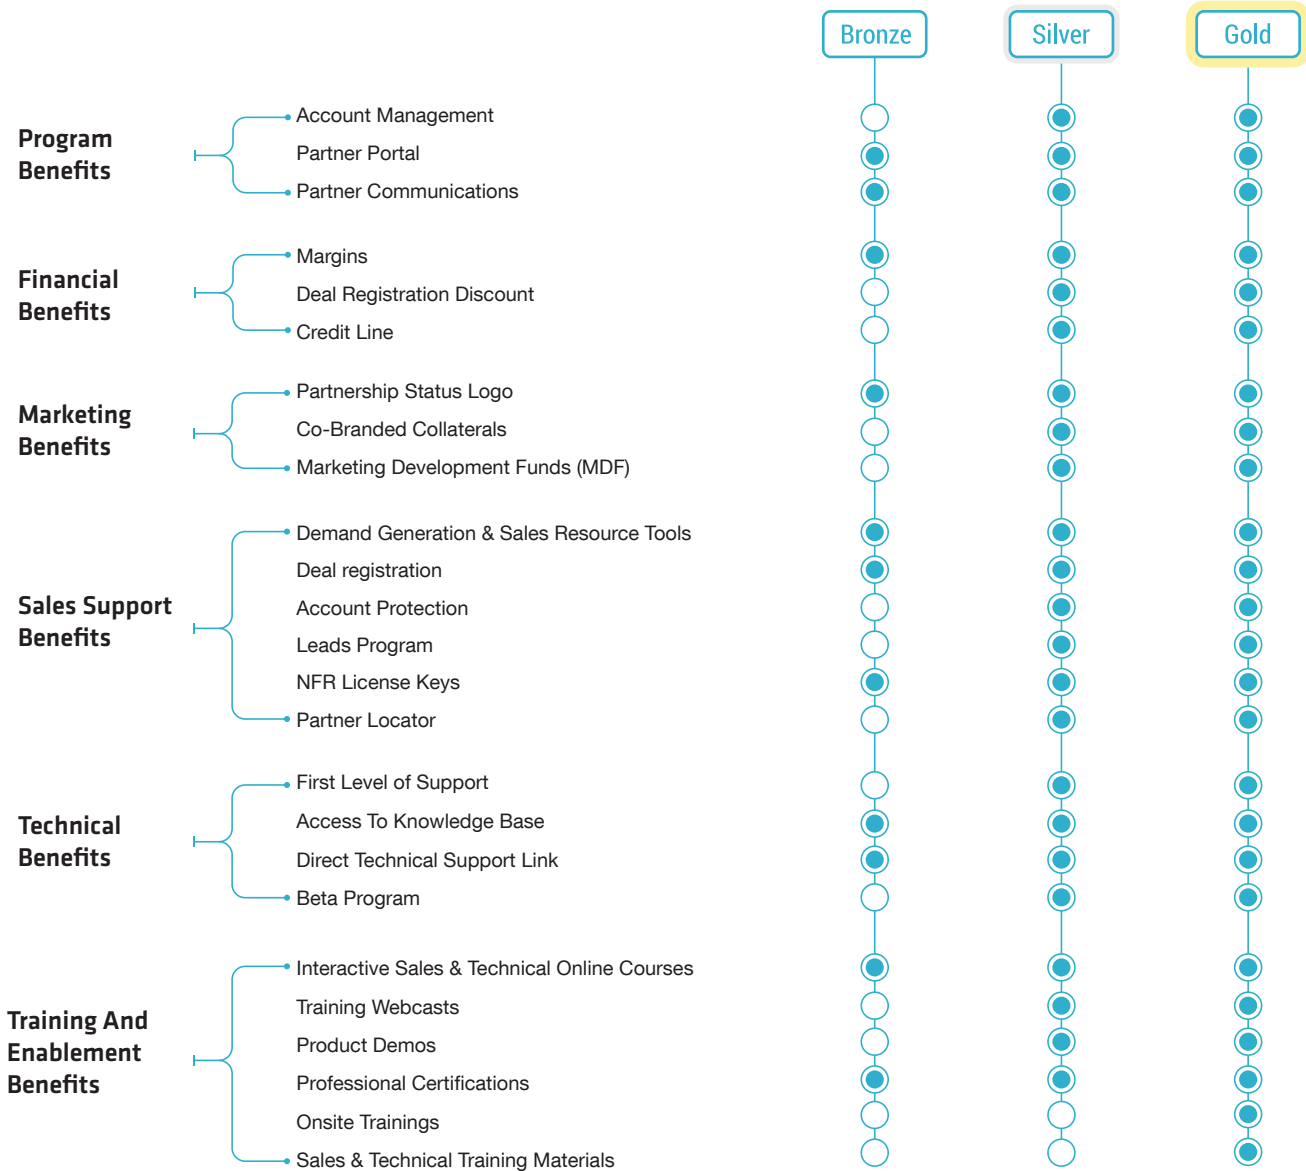 Bronze
Silver
Gold
Program
Benefits
Account Management
Partner Portal
Partner Communications
Financial
Benefits
Margins
Deal Registration Discount
Credit Line
Marketing
Benefits
Partnership Status Logo
Co-Branded Collaterals
Marketing Development Funds (MDF)
Sales Support
Benefits
Demand Generation & Sales Resource Tools
Deal registration
Account Protection
Leads Program
NFR License Keys
Partner Locator
Technical
Benefits
First Level of Support
Access To Knowledge Base
Direct Technical Support Link
Beta Program
Training And
Enablement
Benefits
Interactive Sales & Technical Online Courses
Training Webcasts
Product Demos
Professional Certifications
Onsite Trainings
Sales & Technical Training Materials